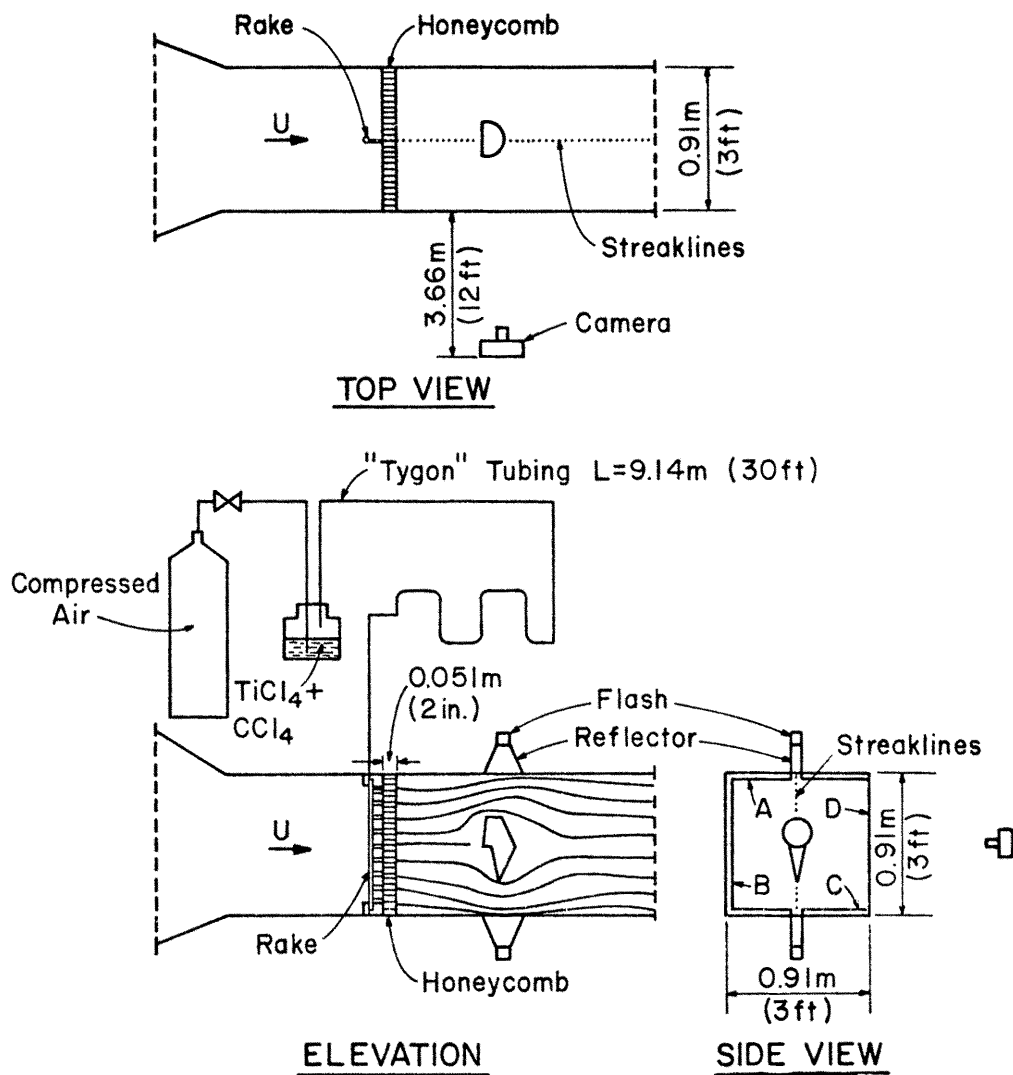 Rake
Honeycomb
U
0.91m
(3ft)
Streaklines
3.66m
(12ft)
Camera
TOP VIEW
"Tygon" Tubing L=9.14m (30ft)
Compressed
Air
TiCl4+
CCl4
0.051m
(2in.)
Flash
Reflector
Streaklines
U
A
D
B
C
0.91m
(3ft)
Rake
Honeycomb
0.91m
(3ft)
ELEVATION
SIDE VIEW